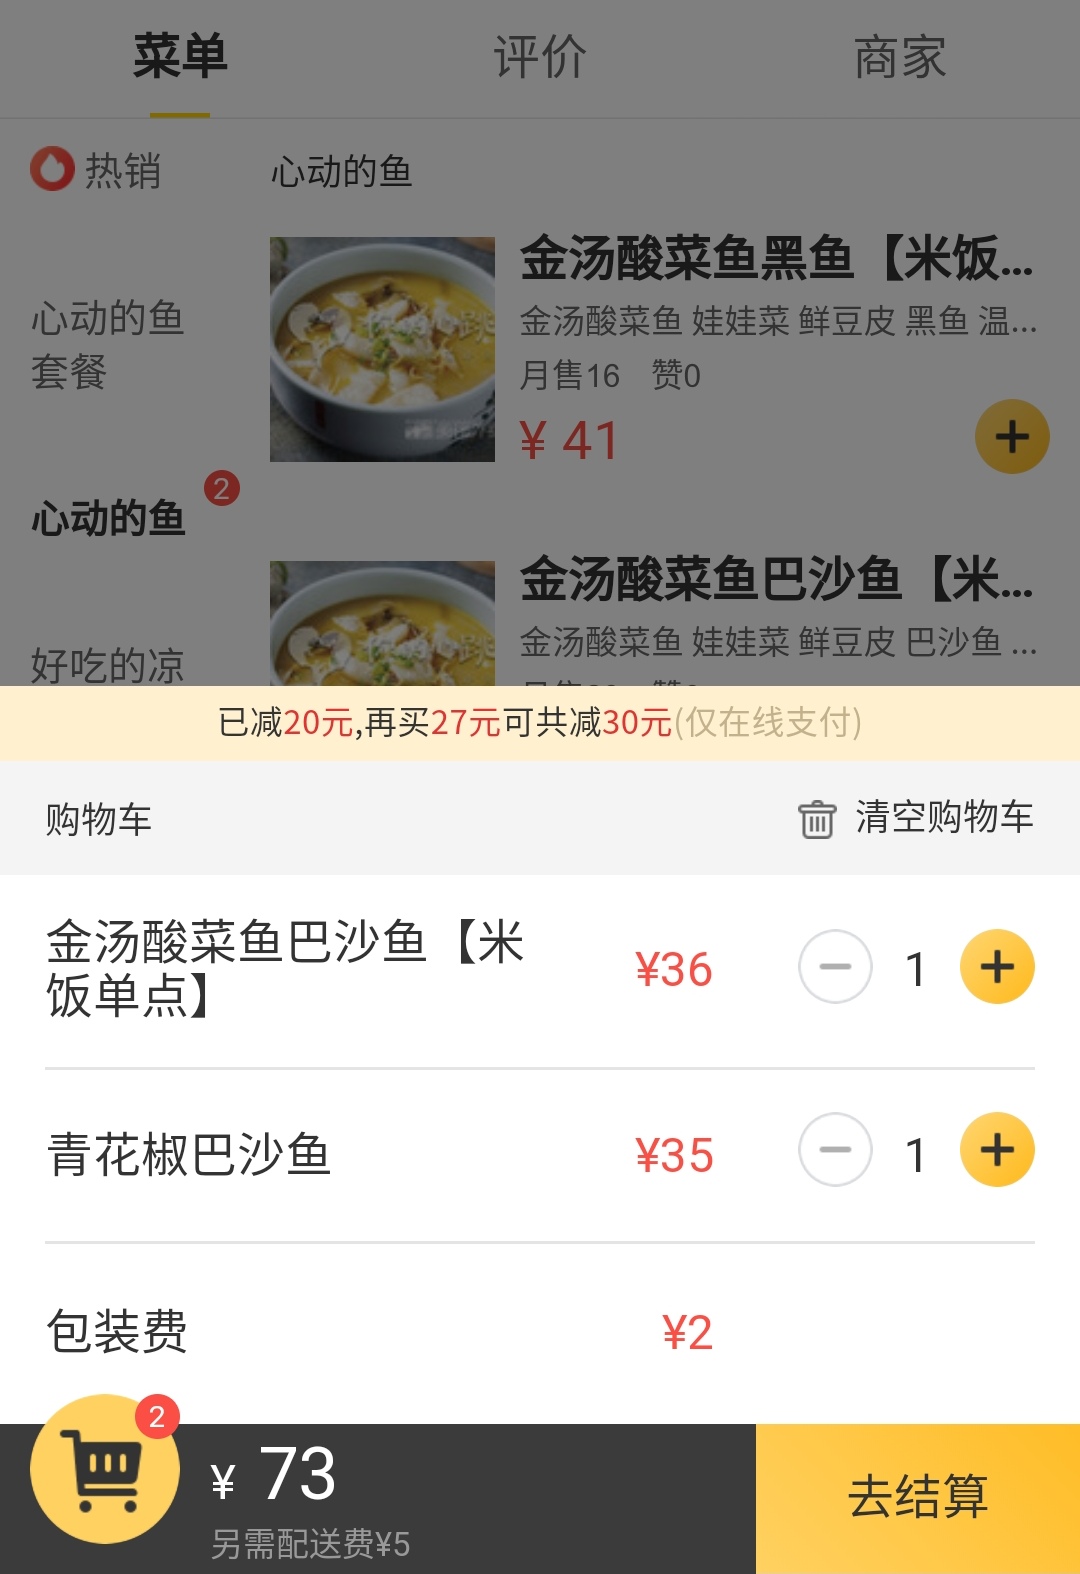 菜单 评价 商家
热销 心动的鱼
金汤酸菜鱼黑鱼【米饭...
心动的鱼
套餐
金汤酸菜鱼 娃娃菜 鲜豆皮 黑鱼 温...
月售16 赞0
¥ 41
2
心动的鱼
金汤酸菜鱼巴沙鱼【米...
好吃的凉
金汤酸菜鱼 娃娃菜 鲜豆皮 巴沙鱼 ...
已减20元,再买27元可共减30元(仅在线支付)
购物车 清空购物车
金汤酸菜鱼巴沙鱼【米
饭单点】 ¥36 1
青花椒巴沙鱼 ¥35 1
包装费 ¥2
2
¥ 73
另需配送费¥5
去结算